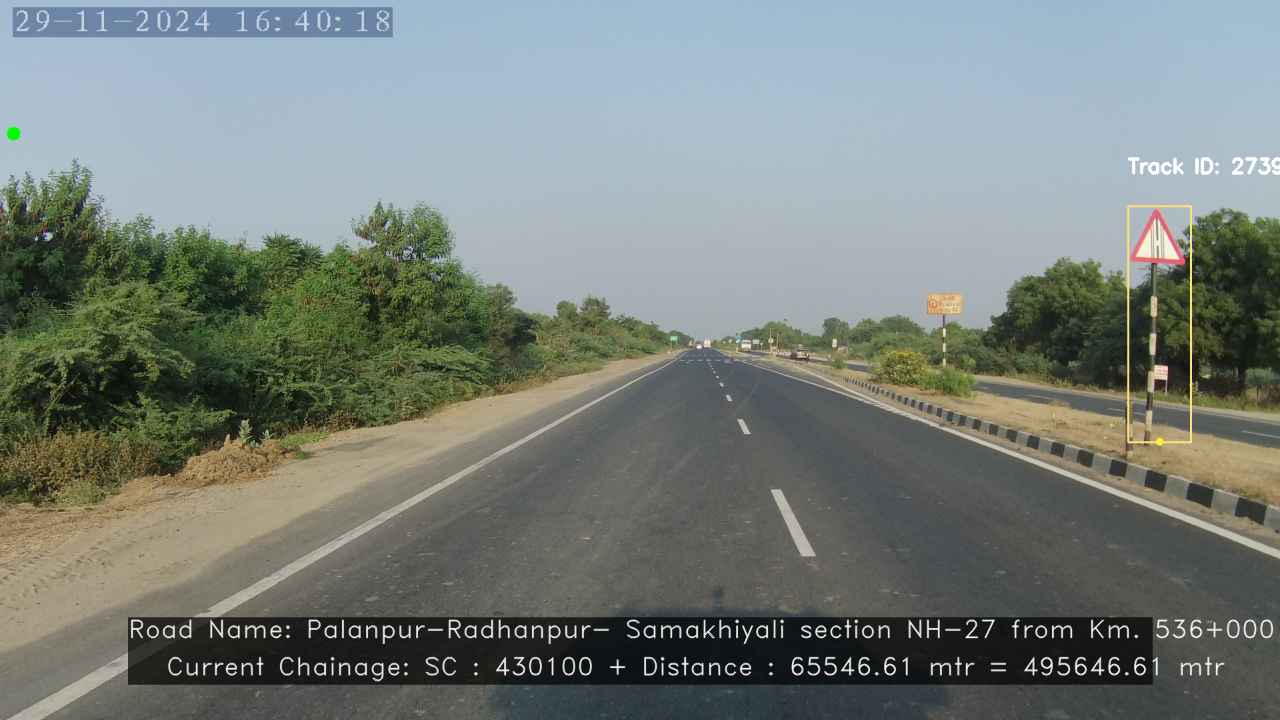 29-11-2024 16:40:18
Track ID: 2739
Road Name: Palanpur-Radhanpur- Samakhiyali section NH-27 from Km. 536+000
Current Chainage: SC : 430100 + Distance : 65546.61 mtr = 495646.61 mtr